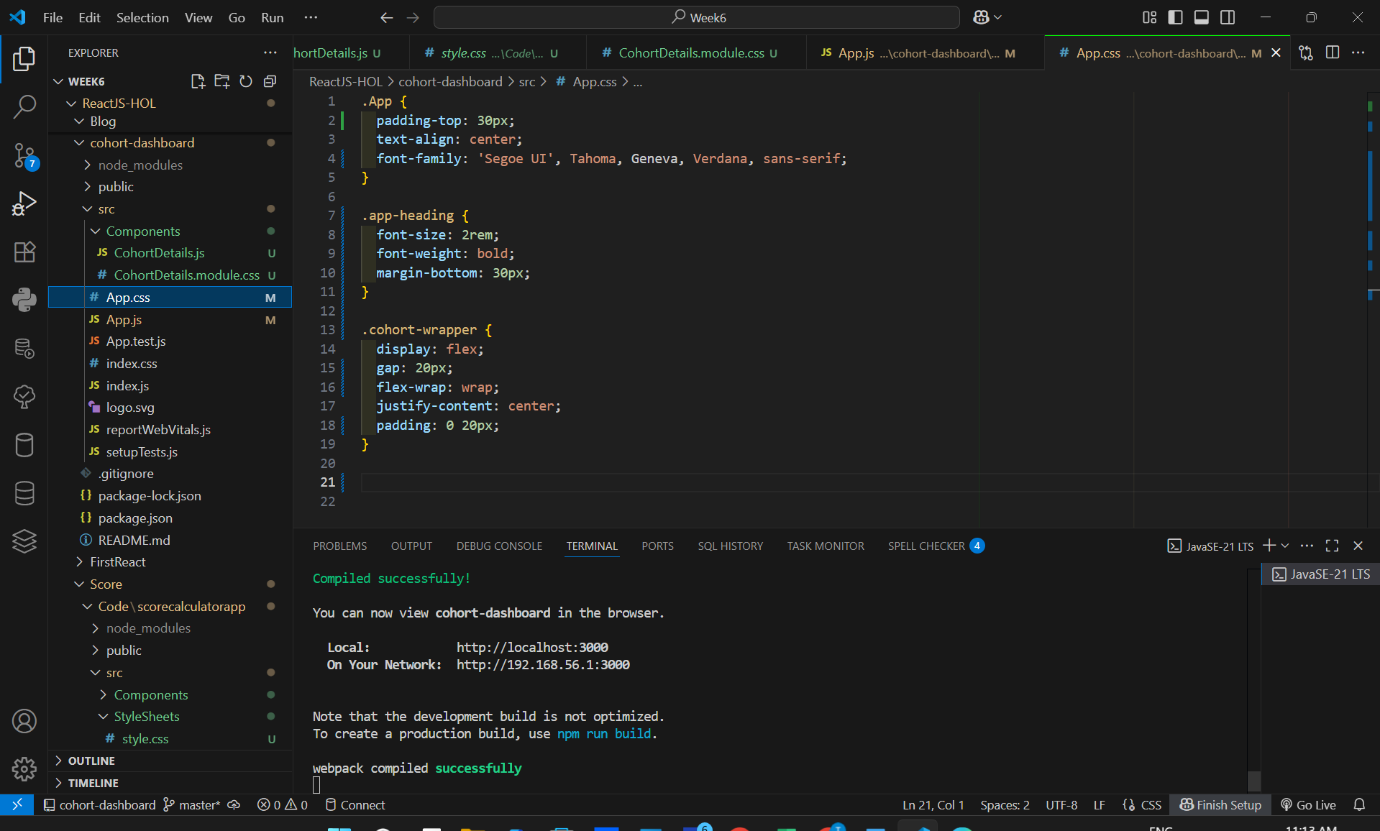 File Edit Selection View Go Run ···
Week6
EXPLORER ···
hortDetails.js U
# style.css ...\Code\... U
# CohortDetails.module.css U
JS App.js ...\cohort-dashboard\... M
# App.css ...\cohort-dashboard\... M
WEEK6
ReactJS-HOL > cohort-dashboard > src > # App.css > ...
ReactJS-HOL
Blog
cohort-dashboard
node_modules
public
src
Components
JS CohortDetails.js U
# CohortDetails.module.css U
# App.css M
JS App.js M
JS App.test.js
# index.css
JS index.js
logo.svg
JS reportWebVitals.js
JS setupTests.js
.gitignore
{} package-lock.json
{} package.json
README.md
FirstReact
Score
Code\scorecalculatorapp
node_modules
public
src
Components
StyleSheets
# style.css U
OUTLINE
TIMELINE
7
1 .App {
2 padding-top: 30px;
3 text-align: center;
4 font-family: 'Segoe UI', Tahoma, Geneva, Verdana, sans-serif;
5 }
6
7 .app-heading {
8 font-size: 2rem;
9 font-weight: bold;
10 margin-bottom: 30px;
11 }
12
13 .cohort-wrapper {
14 display: flex;
15 gap: 20px;
16 flex-wrap: wrap;
17 justify-content: center;
18 padding: 0 20px;
19 }
20
21
22
PROBLEMS OUTPUT DEBUG CONSOLE TERMINAL PORTS SQL HISTORY TASK MONITOR SPELL CHECKER 4
JavaSE-21 LTS
JavaSE-21 LTS
Compiled successfully!
You can now view cohort-dashboard in the browser.
Local: http://localhost:3000
On Your Network: http://192.168.56.1:3000
Note that the development build is not optimized.
To create a production build, use npm run build.
webpack compiled successfully
cohort-dashboard master* 0 0 Connect
Ln 21, Col 1 Spaces: 2 UTF-8 LF {} CSS Finish Setup Go Live
ENG 11:13 AM